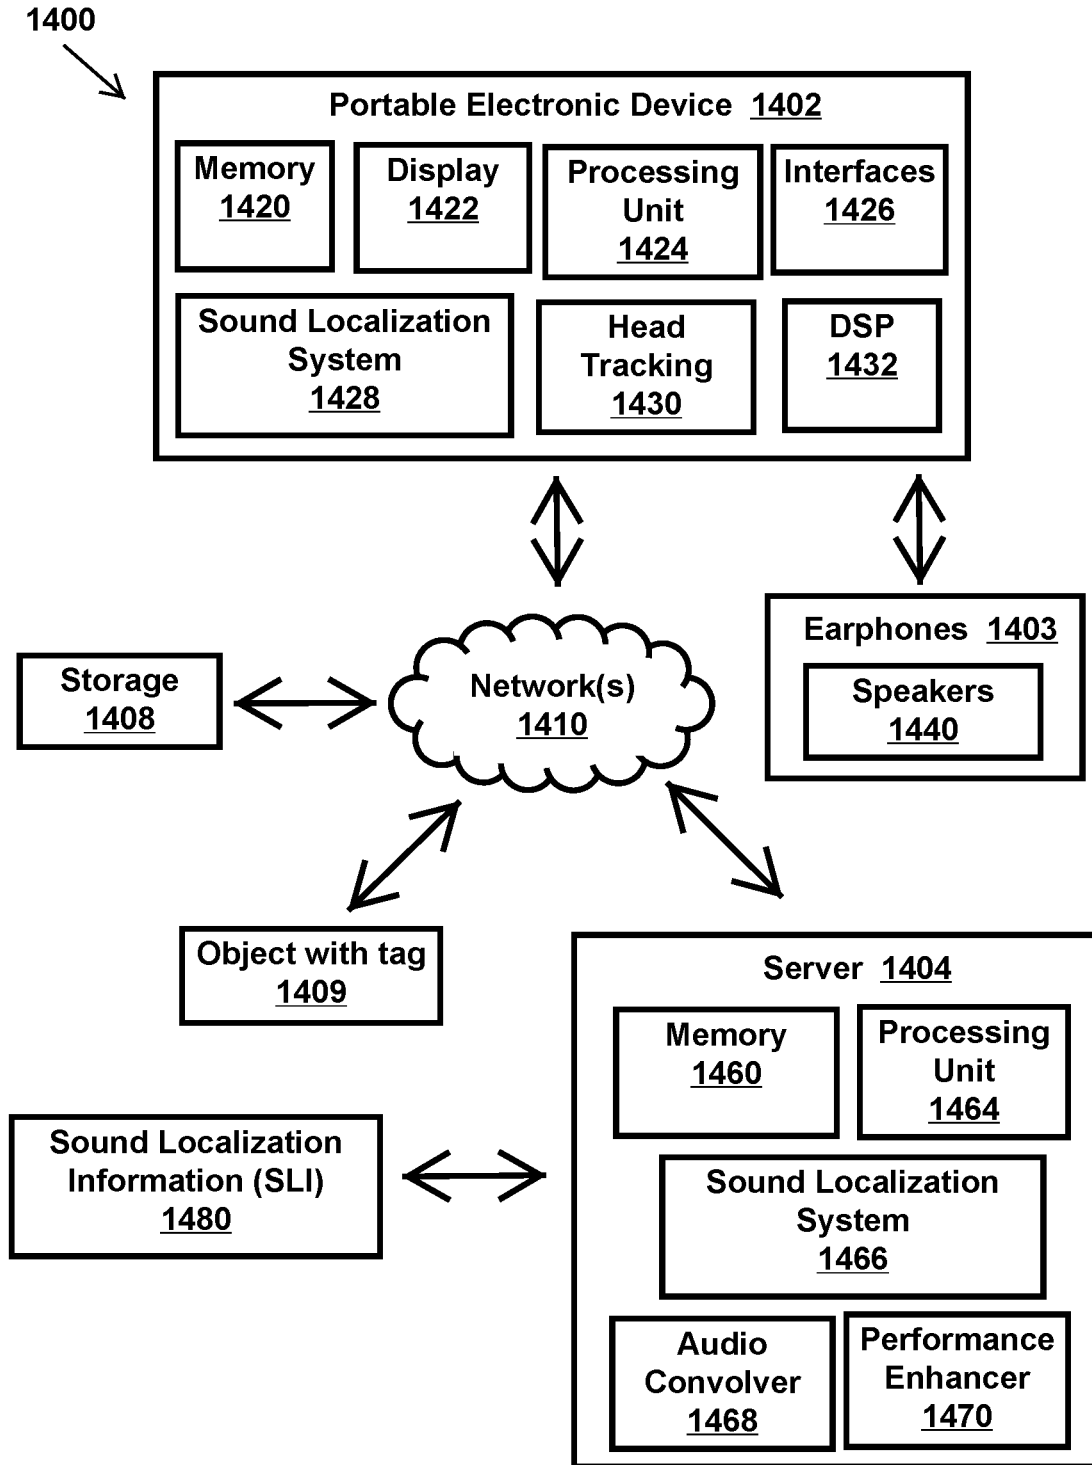 1400
Portable Electronic Device 1402
Memory
1420
Display
1422
Processing
Unit
1424
Interfaces
1426
Sound Localization
System
1428
Head
Tracking
1430
DSP
1432
Earphones 1403
Speakers
1440
Storage
1408
Network(s)
1410
Object with tag
1409
Server 1404
Memory
1460
Processing
Unit
1464
Sound Localization
Information (SLI)
1480
Sound Localization
System
1466
Audio
Convolver
1468
Performance
Enhancer
1470